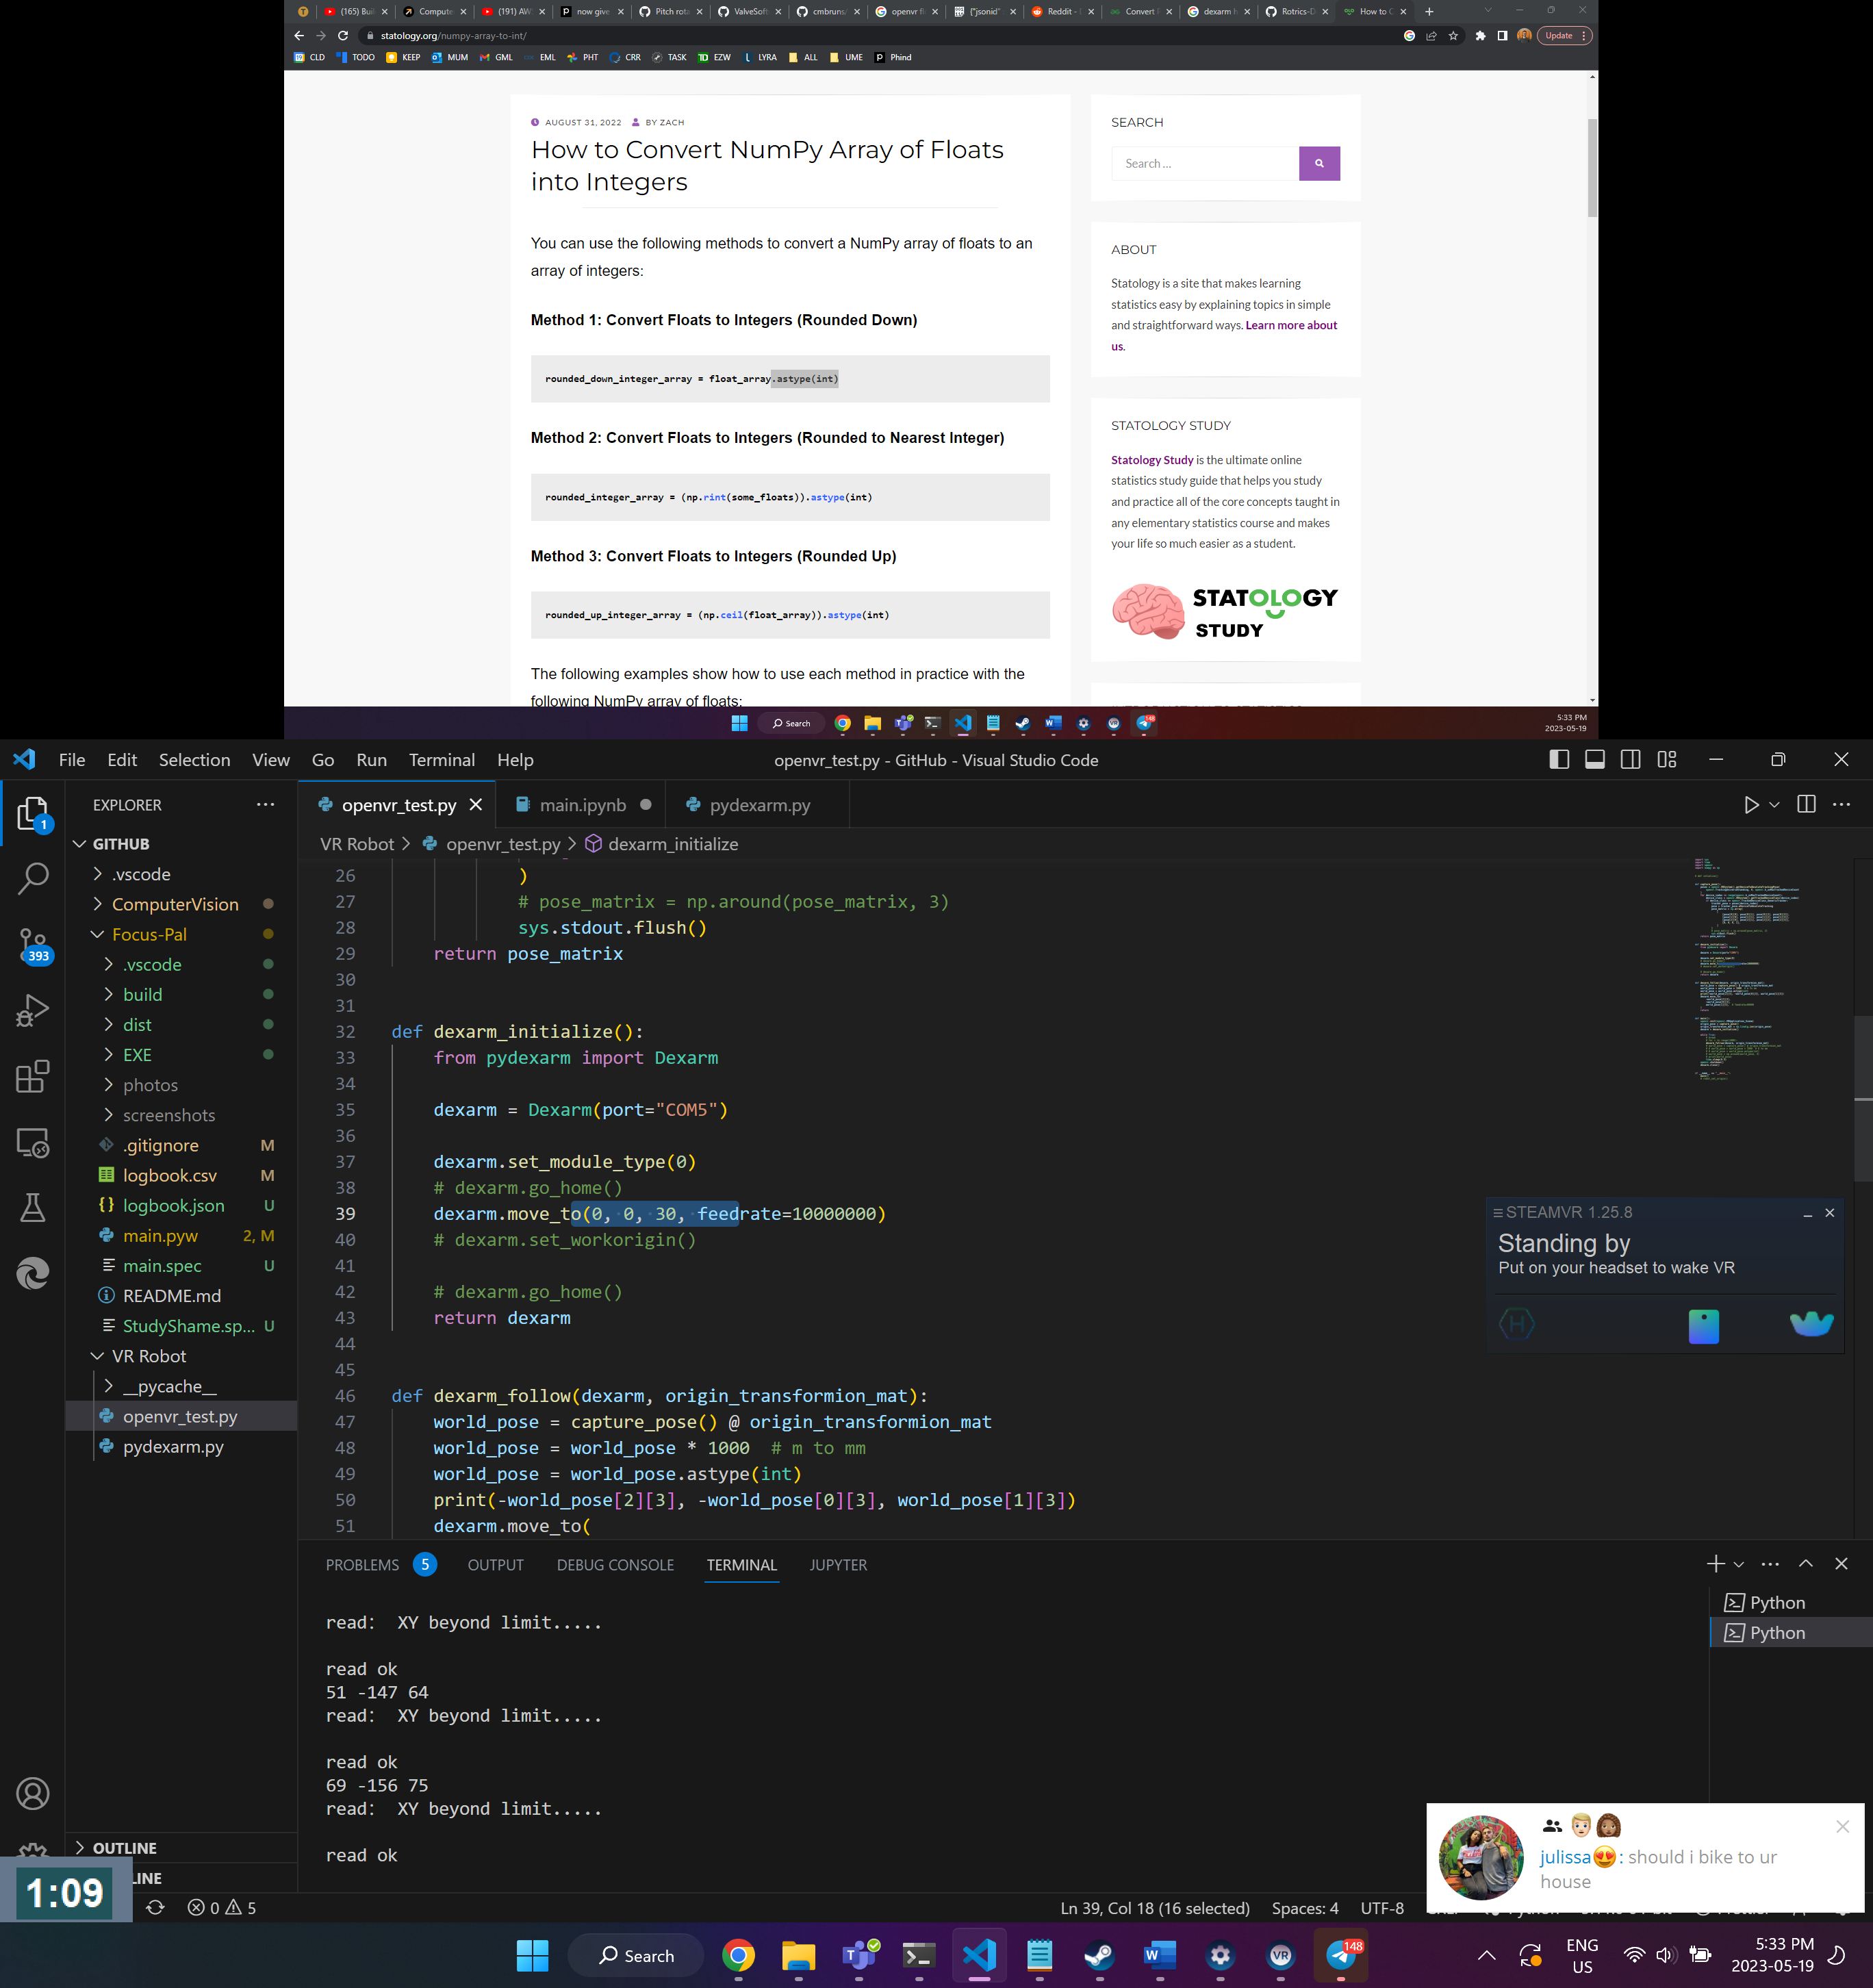 (165) Buil
Compute
(191) AW
now give
Pitch rot
ValveSoft
cmbruns/
openvr fl
{"jsonid"
Reddit -
Convert
dexarm
Rotrics-D
How to C
statology.org/numpy-array-to-int/
Update
CLD TODO KEEP MUM GML EML PHT CRR TASK EZW LYRA ALL UME Phind
AUGUST 31, 2022 BY ZACH
How to Convert NumPy Array of Floats
into Integers
You can use the following methods to convert a NumPy array of floats to an
array of integers:
Method 1: Convert Floats to Integers (Rounded Down)
rounded_down_integer_array = float_array.astype(int)
Method 2: Convert Floats to Integers (Rounded to Nearest Integer)
rounded_integer_array = (np.rint(some_floats)).astype(int)
Method 3: Convert Floats to Integers (Rounded Up)
rounded_up_integer_array = (np.ceil(float_array)).astype(int)
The following examples show how to use each method in practice with the
following NumPy array of floats:
SEARCH
Search ...
ABOUT
Statology is a site that makes learning
statistics easy by explaining topics in simple
and straightforward ways. Learn more about
us.
STATOLOGY STUDY
Statology Study is the ultimate online
statistics study guide that helps you study
and practice all of the core concepts taught in
any elementary statistics course and makes
your life so much easier as a student.
STATOLOGY
STUDY
Search
148
5:33 PM
2023-05-19
File Edit Selection View Go Run Terminal Help
openvr_test.py - GitHub - Visual Studio Code
EXPLORER
1
393
GITHUB
.vscode
ComputerVision
Focus-Pal
.vscode
build
dist
EXE
photos
screenshots
.gitignore M
logbook.csv M
logbook.json U
main.pyw 2, M
main.spec U
README.md
StudyShame.sp... U
VR Robot
__pycache__
openvr_test.py
pydexarm.py
OUTLINE
LINE
openvr_test.py main.ipynb pydexarm.py
VR Robot > openvr_test.py > dexarm_initialize
26 )
27 # pose_matrix = np.around(pose_matrix, 3)
28 sys.stdout.flush()
29 return pose_matrix
30
31
32 def dexarm_initialize():
33 from pydexarm import Dexarm
34
35 dexarm = Dexarm(port="COM5")
36
37 dexarm.set_module_type(0)
38 # dexarm.go_home()
39 dexarm.move_to(0, 0, 30, feedrate=10000000)
40 # dexarm.set_workorigin()
41
42 # dexarm.go_home()
43 return dexarm
44
45
46 def dexarm_follow(dexarm, origin_transformion_mat):
47 world_pose = capture_pose() @ origin_transformion_mat
48 world_pose = world_pose * 1000 # m to mm
49 world_pose = world_pose.astype(int)
50 print(-world_pose[2][3], -world_pose[0][3], world_pose[1][3])
51 dexarm.move_to(
STEAMVR 1.25.8
Standing by
Put on your headset to wake VR
PROBLEMS 5 OUTPUT DEBUG CONSOLE TERMINAL JUPYTER
read: XY beyond limit.....
read ok
51 -147 64
read: XY beyond limit.....
read ok
69 -156 75
read: XY beyond limit.....
read ok
Python
Python
julissa😍: should i bike to ur
house
1:09
0 5
Ln 39, Col 18 (16 selected) Spaces: 4 UTF-8
Search
148
ENG
US
5:33 PM
2023-05-19